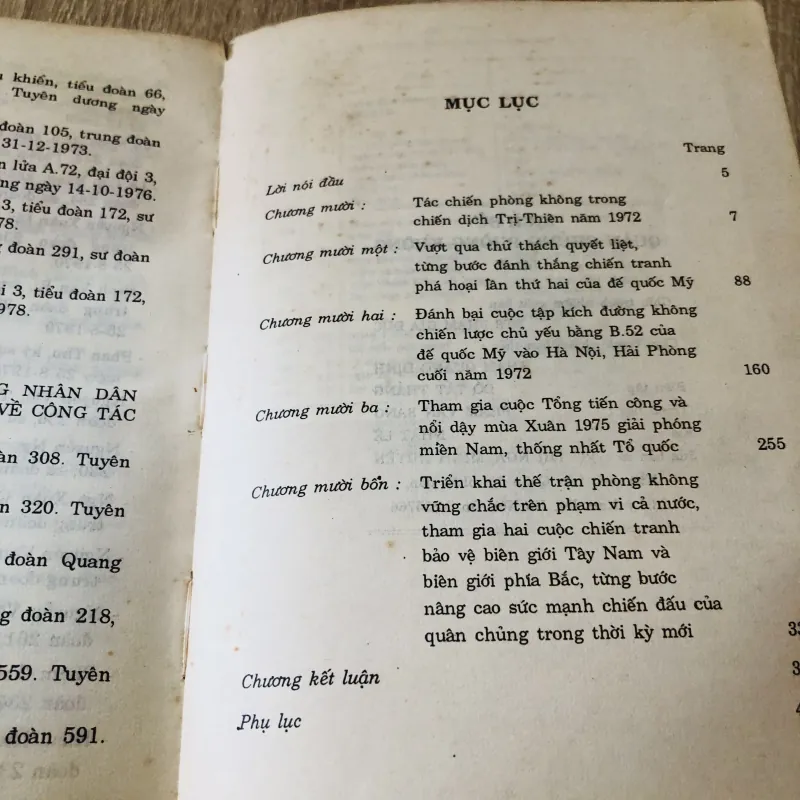 khiển, tiểu đoàn 66,
Tuyên dương ngày
đoàn 105, trung đoàn
31-12-1973.
lửa A.72, đại đội 3,
ngày 14-10-1976.
3, tiểu đoàn 172, sư
78.
đoàn 291, sư đoàn
3, tiểu đoàn 172,
978.
NHÂN DÂN
VỀ CÔNG TÁC
308. Tuyên
320. Tuyên
đoàn Quang
đoàn 218,
559. Tuyên
đoàn 591.
MỤC LỤC
Trang
Lời nói đầu 5
Chương mười : Tác chiến phòng không trong
chiến dịch Trị-Thiên năm 1972 7
Chương mười một : Vượt qua thử thách quyết liệt,
từng bước đánh thắng chiến tranh
phá hoại lần thứ hai của đế quốc Mỹ 88
Chương mười hai : Đánh bại cuộc tập kích đường không
chiến lược chủ yếu bằng B.52 của
đế quốc Mỹ vào Hà Nội, Hải Phòng
cuối năm 1972 160
Chương mười ba : Tham gia cuộc Tổng tiến công và
nổi dậy mùa Xuân 1975 giải phóng
miền Nam, thống nhất Tổ quốc 255
Chương mười bốn : Triển khai thế trận phòng không
vững chắc trên phạm vi cả nước,
tham gia hai cuộc chiến tranh
bảo vệ biên giới Tây Nam và
biên giới phía Bắc, từng bước
nâng cao sức mạnh chiến đấu của
quân chủng trong thời kỳ mới
Chương kết luận
Phụ lục